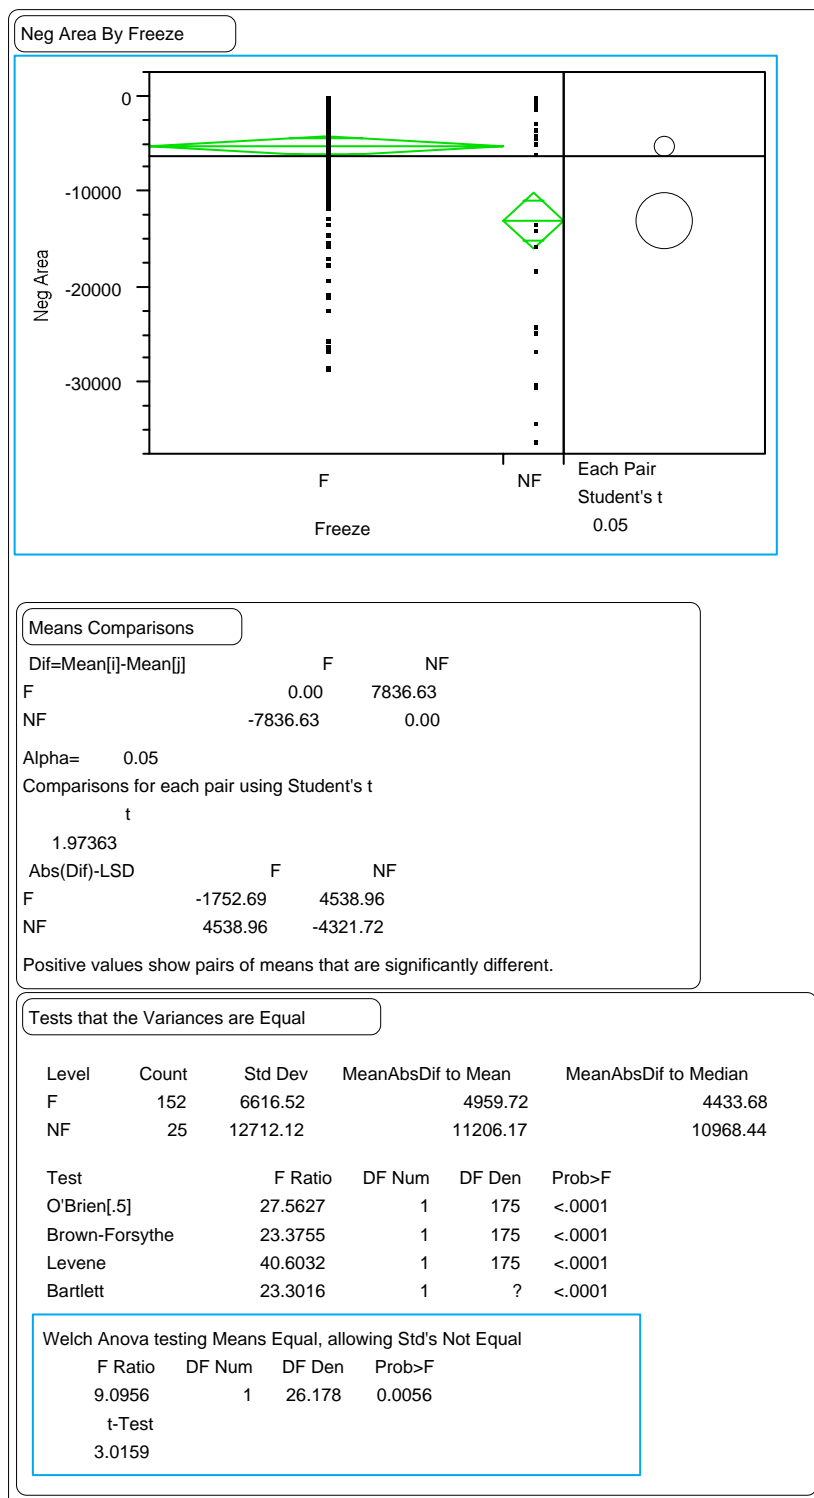 Neg Area By Freeze
Neg Area
0
-10000
-20000
-30000
F NF
Freeze
Each Pair
Student's t
0.05
Means Comparisons
Dif=Mean[i]-Mean[j] F NF
F 0.00 7836.63
NF -7836.63 0.00
Alpha= 0.05
Comparisons for each pair using Student's t
t
1.97363
Abs(Dif)-LSD F NF
F -1752.69 4538.96
NF 4538.96 -4321.72
Positive values show pairs of means that are significantly different.
Tests that the Variances are Equal
Level Count Std Dev MeanAbsDif to Mean MeanAbsDif to Median
F 152 6616.52 4959.72 4433.68
NF 25 12712.12 11206.17 10968.44
Test F Ratio DF Num DF Den Prob>F
O'Brien[.5] 27.5627 1 175 <.0001
Brown-Forsythe 23.3755 1 175 <.0001
Levene 40.6032 1 175 <.0001
Bartlett 23.3016 1 ? <.0001
Welch Anova testing Means Equal, allowing Std's Not Equal
F Ratio DF Num DF Den Prob>F
9.0956 1 26.178 0.0056
t-Test
3.0159